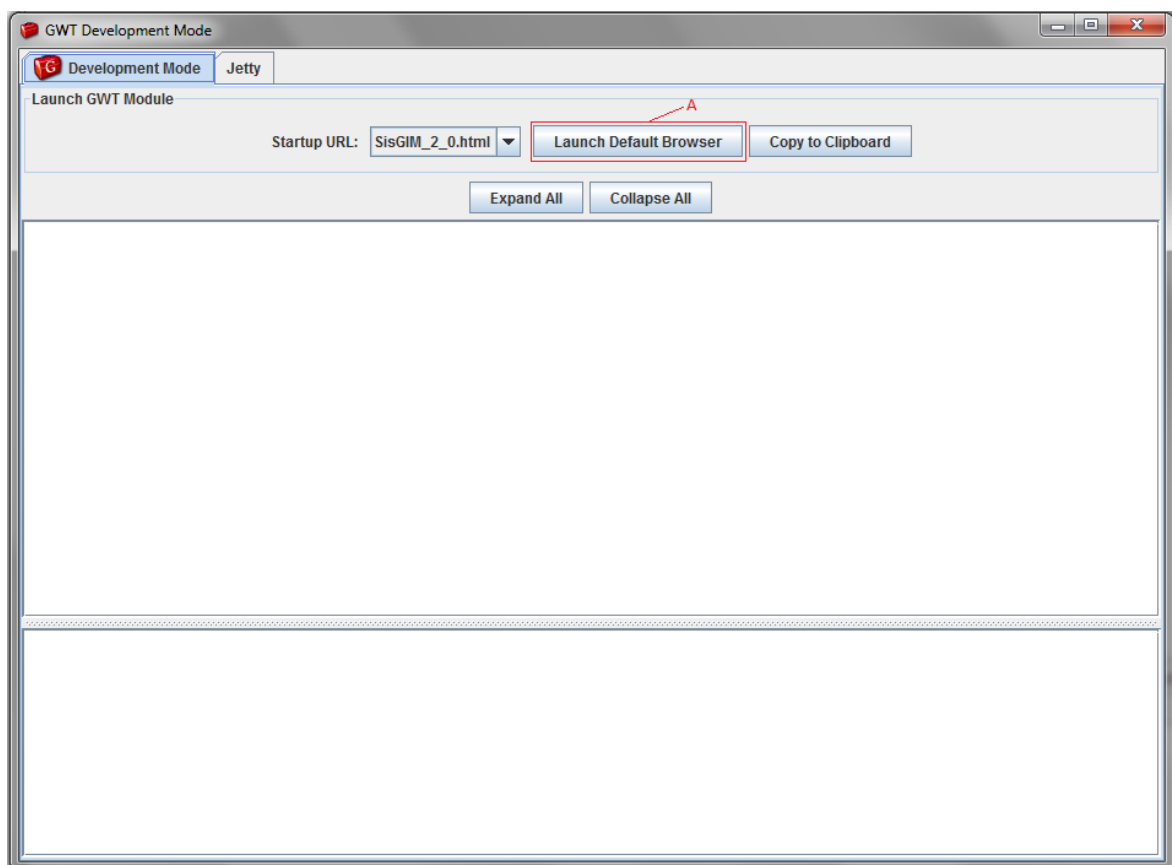 GWT Development Mode
Development Mode Jetty
Launch GWT Module
A
Startup URL: SisGIM_2_0.html Launch Default Browser Copy to Clipboard
Expand All Collapse All